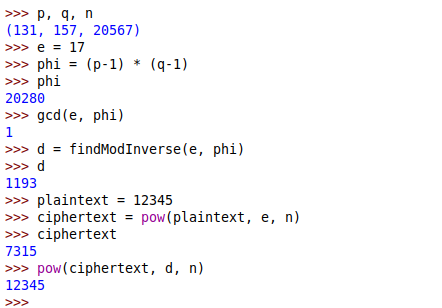 >>> p, q, n
(131, 157, 20567)
>>> e = 17
>>> phi = (p-1) * (q-1)
>>> phi
20280
>>> gcd(e, phi)
1
>>> d = findModInverse(e, phi)
>>> d
1193
>>> plaintext = 12345
>>> ciphertext = pow(plaintext, e, n)
>>> ciphertext
7315
>>> pow(ciphertext, d, n)
12345
>>>